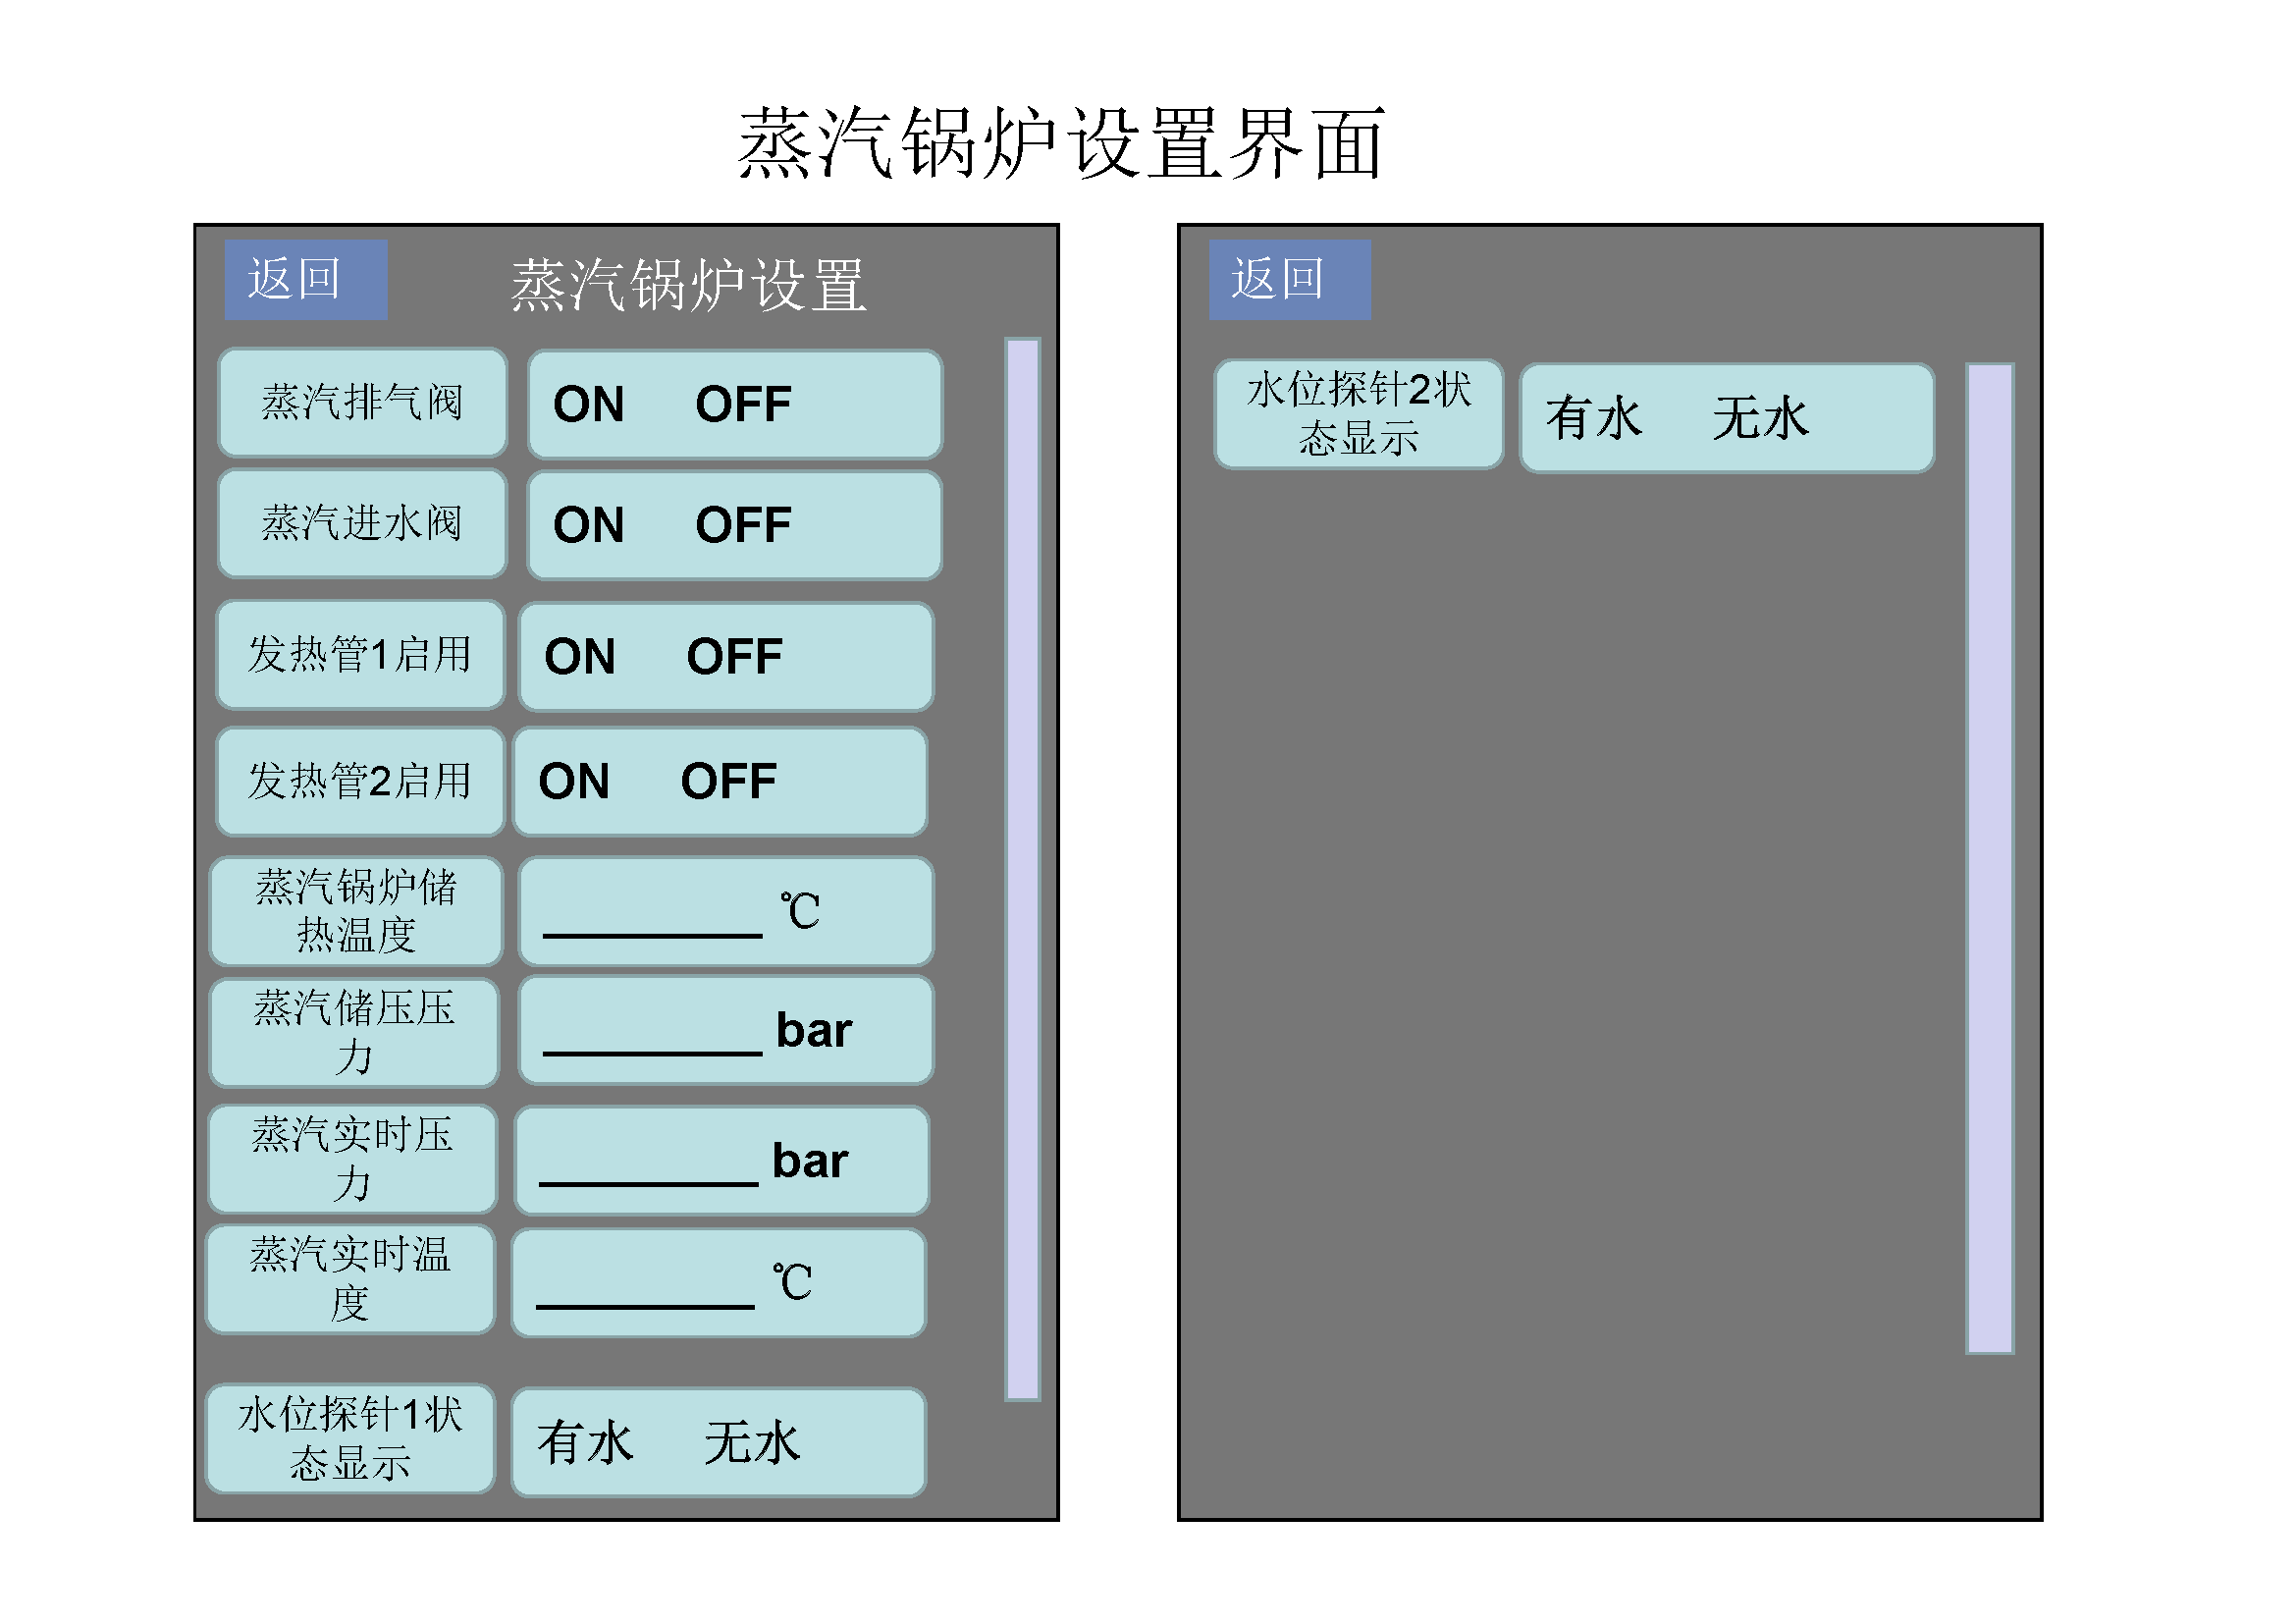 蒸汽锅炉设置界面
返回
蒸汽锅炉设置
蒸汽排气阀
ON OFF
蒸汽进水阀
ON OFF
发热管1启用
ON OFF
发热管2启用
ON OFF
蒸汽锅炉储
热温度
℃
蒸汽储压压
力
bar
蒸汽实时压
力
bar
蒸汽实时温
度
℃
水位探针1状
态显示
有水 无水
返回
水位探针2状
态显示
有水 无水